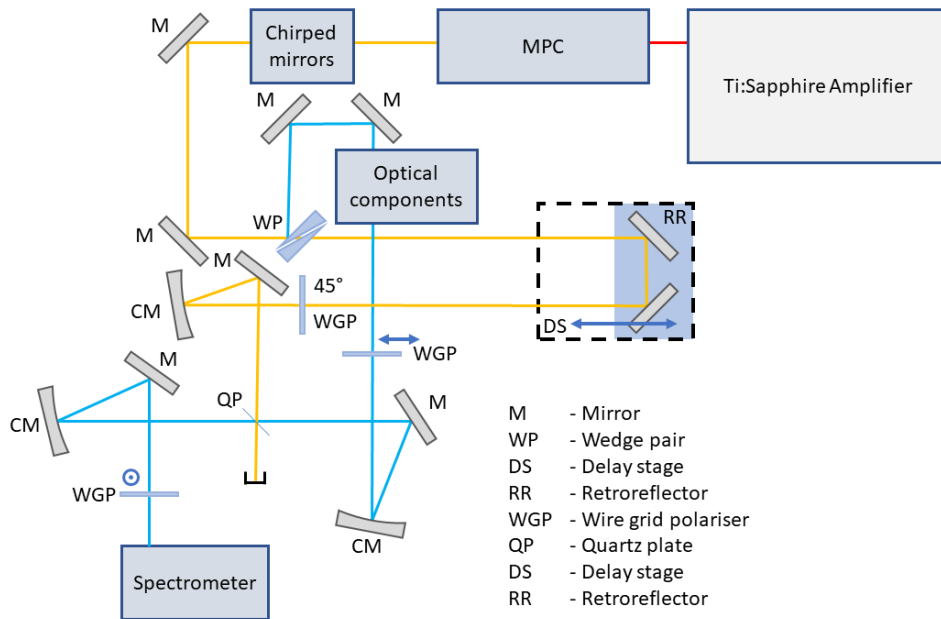 M
Chirped
mirrors
MPC
Ti:Sapphire Amplifier
M
M
Optical
components
WP
RR
M
M
45°
CM
WGP
DS
WGP
M
QP
M
CM
WGP
CM
Spectrometer
M - Mirror
WP - Wedge pair
DS - Delay stage
RR - Retroreflector
WGP - Wire grid polariser
QP - Quartz plate
DS - Delay stage
RR - Retroreflector